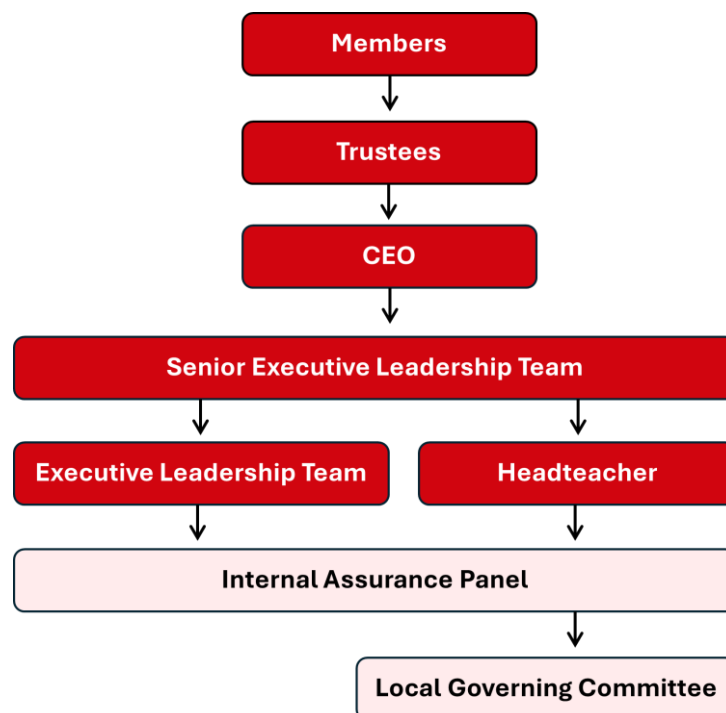 Members
Trustees
CEO
Senior Executive Leadership Team
Executive Leadership Team
Headteacher
Internal Assurance Panel
Local Governing Committee